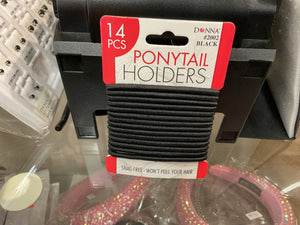 14
PCS
DONNA
#2002
BLACK
PONYTAIL
HOLDERS
SNAG FREE - WON'T PULL YOUR HAIR